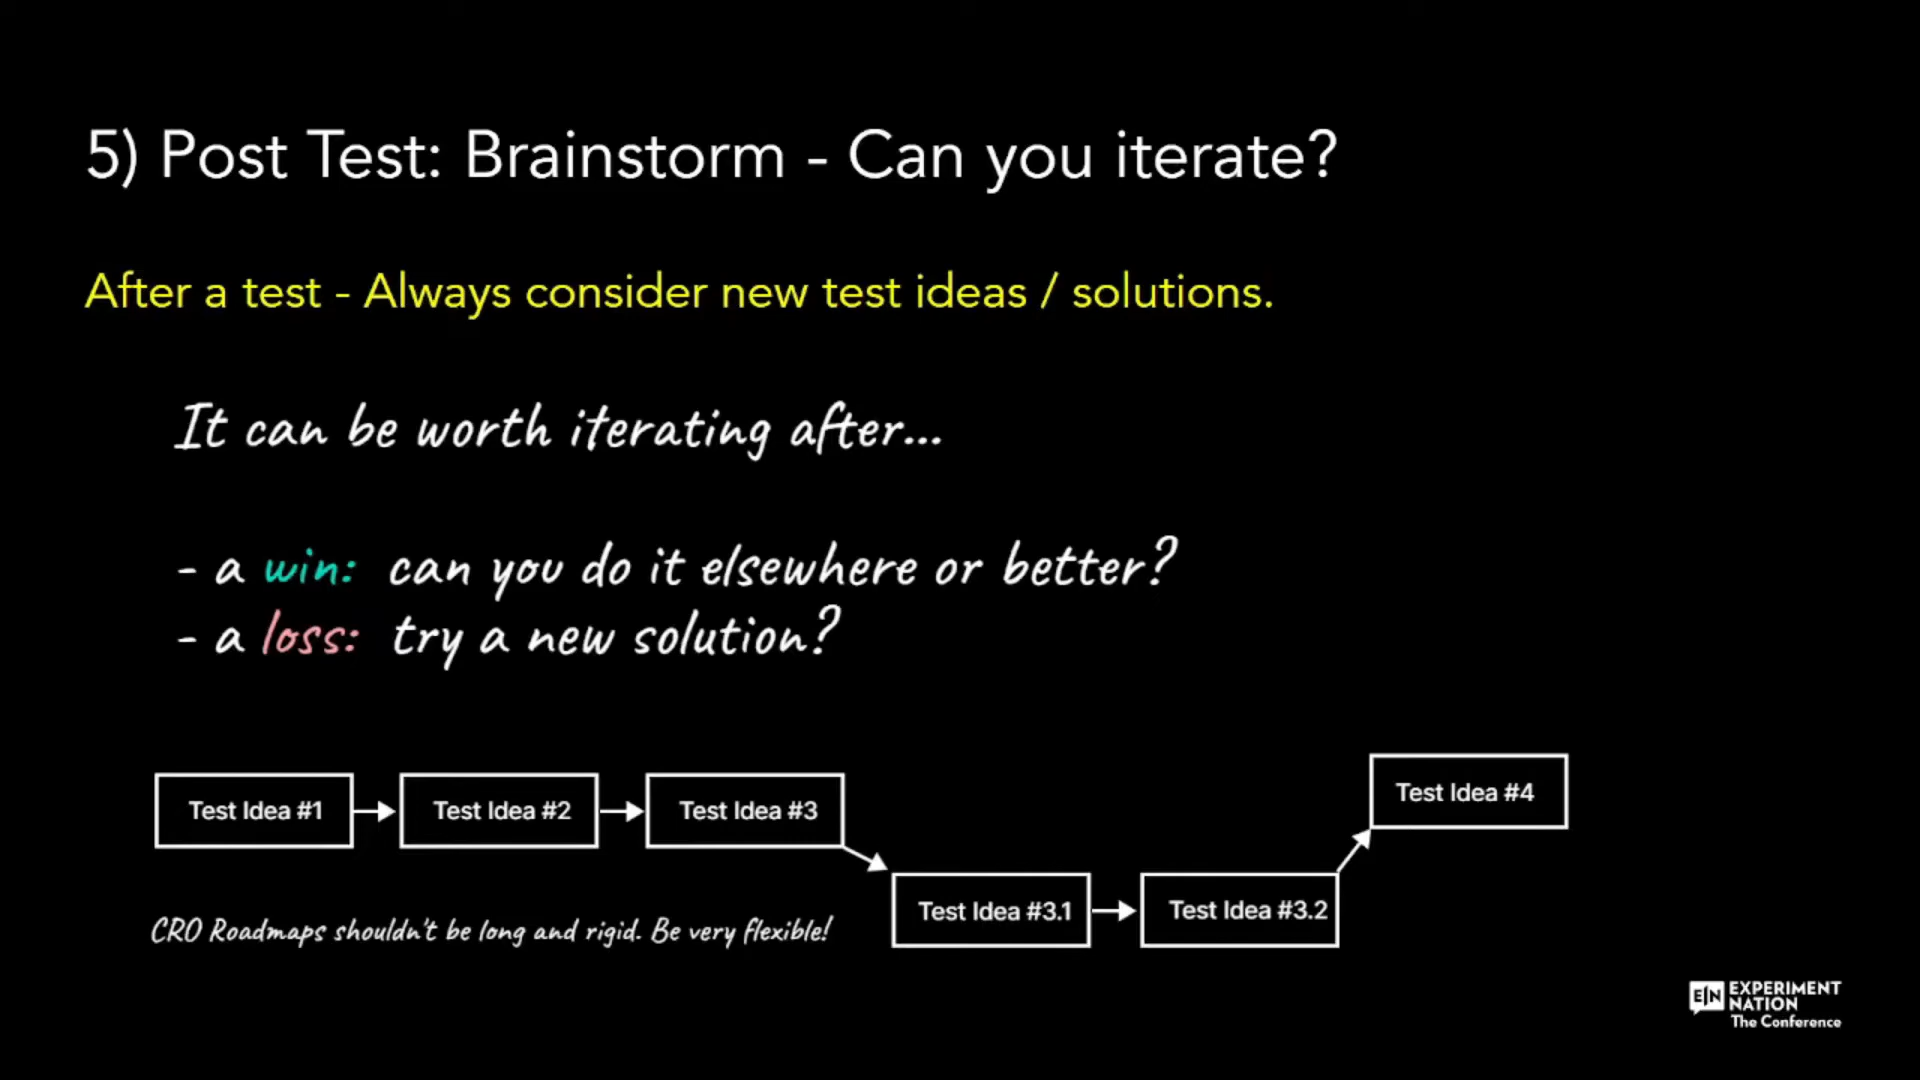 5) Post Test: Brainstorm - Can you iterate?
After a test - Always consider new test ideas / solutions.
It can be worth iterating after...
- a win: can you do it elsewhere or better?
- a loss: try a new solution?
Test Idea #1
Test Idea #2
Test Idea #3
Test Idea #4
Test Idea #3.1
Test Idea #3.2
CRO Roadmaps shouldn't be long and rigid. Be very flexible!
E|N EXPERIMENT
NATION
The Conference